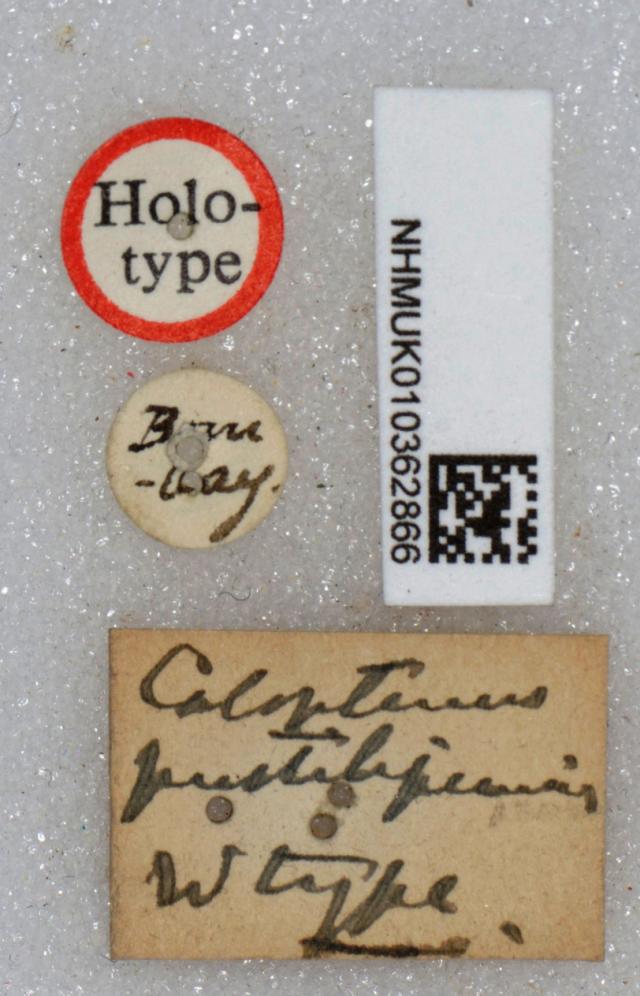 Holo-
type
Bom
-bay.
NHMUK010362866
Caloptenus
pustulipennis
W type